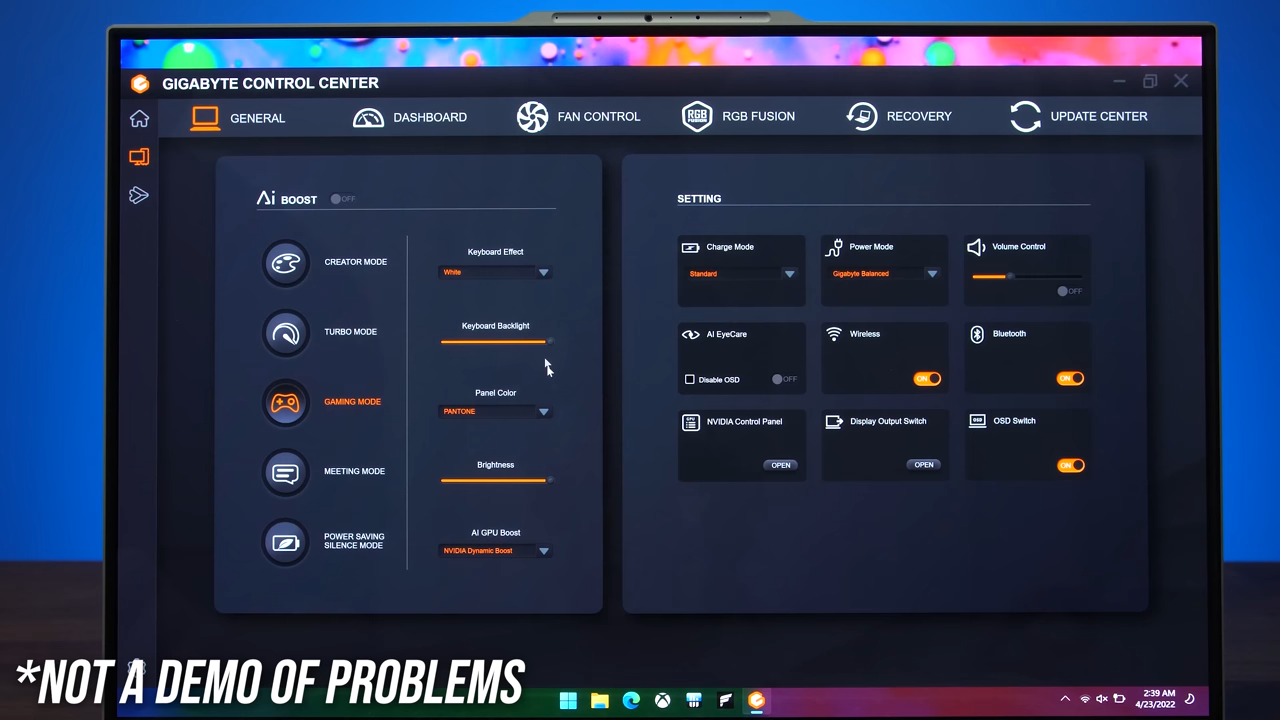 GIGABYTE CONTROL CENTER
GENERAL
DASHBOARD
FAN CONTROL
RGB FUSION
RGB FUSION
RECOVERY
UPDATE CENTER
Ai BOOST OFF
CREATOR MODE
TURBO MODE
GAMING MODE
MEETING MODE
POWER SAVING
SILENCE MODE
Keyboard Effect
White
Keyboard Backlight
Panel Color
PANTONE
Brightness
AI GPU Boost
NVIDIA Dynamic Boost
SETTING
Charge Mode
Standard
Power Mode
Gigabyte Balanced
Volume Control
OFF
AI EyeCare
Disable OSD OFF
Wireless
ON
Bluetooth
ON
GPU
NVIDIA Control Panel
OPEN
Display Output Switch
OPEN
OSD
OSD Switch
ON
*NOT A DEMO OF PROBLEMS
2:39 AM
4/23/2022